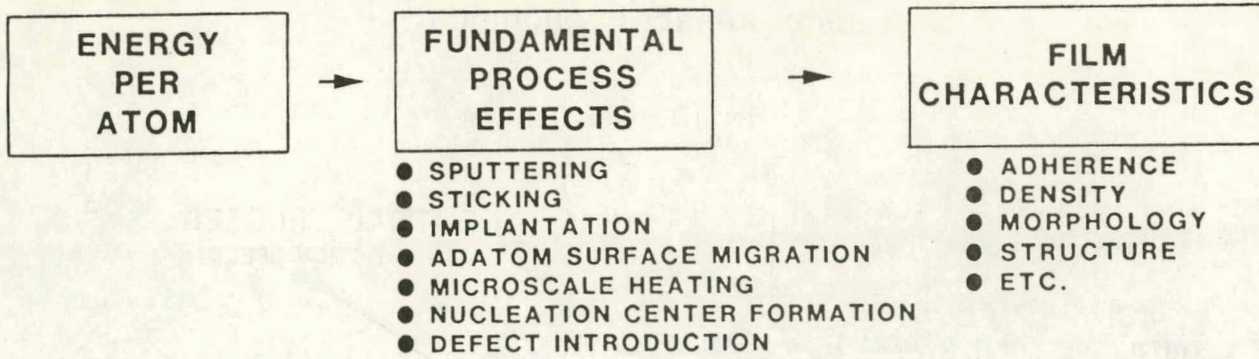 ENERGY
PER
ATOM
FUNDAMENTAL
PROCESS
EFFECTS
● SPUTTERING
● STICKING
● IMPLANTATION
● ADATOM SURFACE MIGRATION
● MICROSCALE HEATING
● NUCLEATION CENTER FORMATION
● DEFECT INTRODUCTION
FILM
CHARACTERISTICS
● ADHERENCE
● DENSITY
● MORPHOLOGY
● STRUCTURE
● ETC.